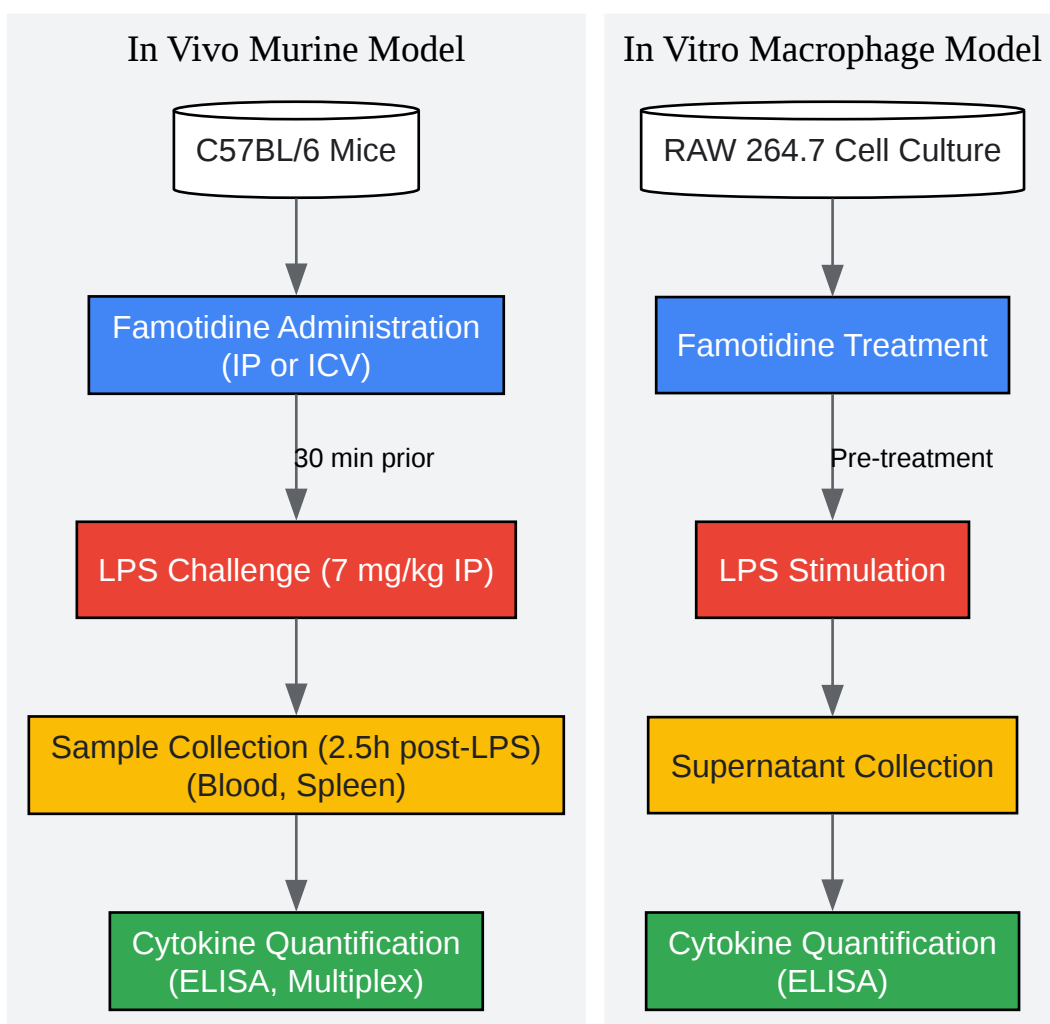 In Vivo Murine Model
C57BL/6 Mice
Famotidine Administration
(IP or ICV)
30 min prior
LPS Challenge (7 mg/kg IP)
Sample Collection (2.5h post-LPS)
(Blood, Spleen)
Cytokine Quantification
(ELISA, Multiplex)
In Vitro Macrophage Model
RAW 264.7 Cell Culture
Famotidine Treatment
Pre-treatment
LPS Stimulation
Supernatant Collection
Cytokine Quantification
(ELISA)